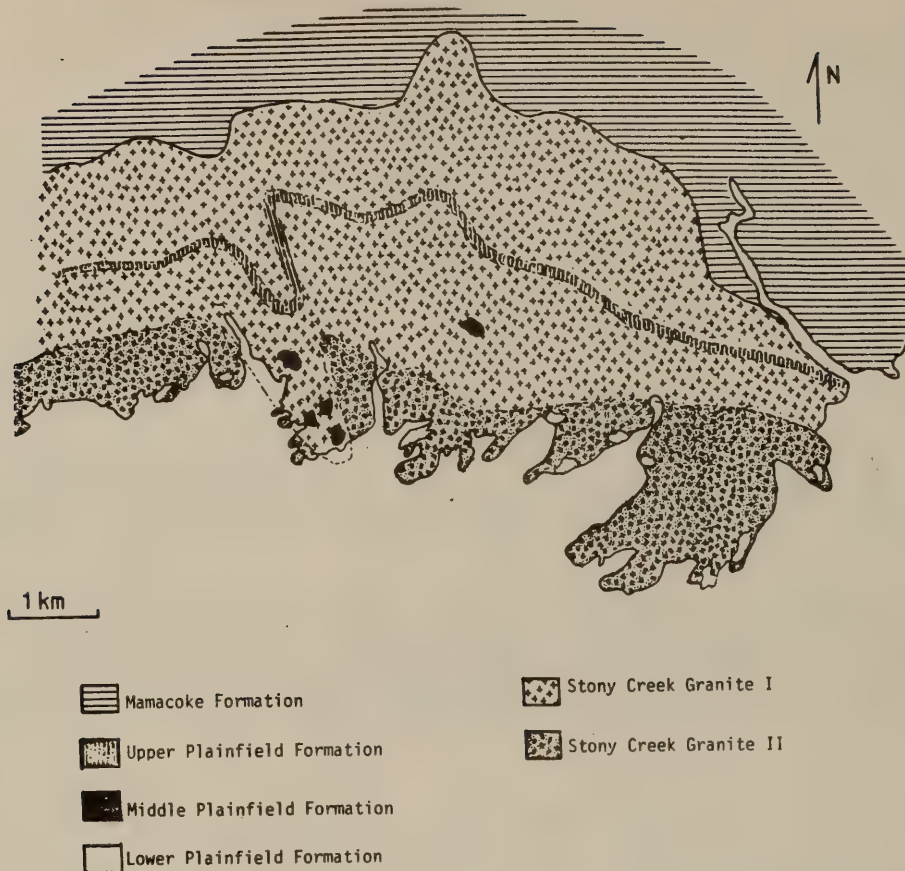 N
1 km
Mamacoke Formation
Upper Plainfield Formation
Middle Plainfield Formation
Lower Plainfield Formation
Stony Creek Granite I
Stony Creek Granite II